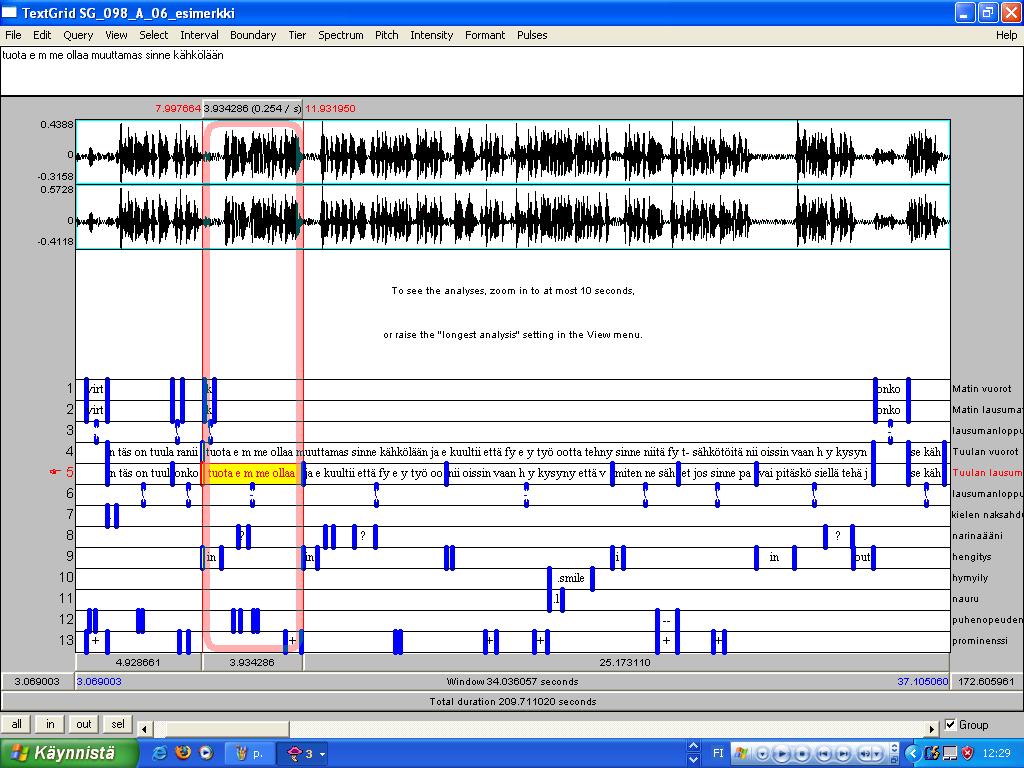 TextGrid SG_098_A_06_esimerkki
File Edit Query View Select Interval Boundary Tier Spectrum Pitch Intensity Formant Pulses Help
tuota e m me ollaa muuttamas sinne kähkölään
7.997664 3.934286 (0.254 / s) 11.931950
0.4388
0
-0.3158
0.5728
0
-0.4118
To see the analyses, zoom in to at most 10 seconds,
or raise the "longest analysis" setting in the View menu.
1 virt k onko Matin vuorot
2 virt k onko Matin lausuma
3 lausumanloppu
4 n täs on tuula ranii tuota e m me ollaa muuttamas sinne kähkölään ja e kuultii että fy e y työ ootta tehny sinne niitä fy t- sähkötöitä nii oissin vaan h y kysyn se käh Tuulan vuorot
5 n täs on tuul onko tuota e m me ollaa ja e kuultii että fy e y työ oo nii oissin vaan h y kysyny että v miten ne säh et jos sinne pa vai pitäskö siellä tehä j se käh Tuulan lausum
6 lausumanloppu
7 kielen naksahdu
8 ? ? ? narinaääni
9 in in i in out hengitys
10 .smile hymyily
11 .l nauru
12 -- puhenopeuden
13 + + + + + + prominenssi
4.928661 3.934286 25.173110
3.069003 3.069003 Window 34.036057 seconds 37.105060 172.605961
Total duration 209.711020 seconds
all in out sel Group
Käynnistä p. 3 FI 12:29